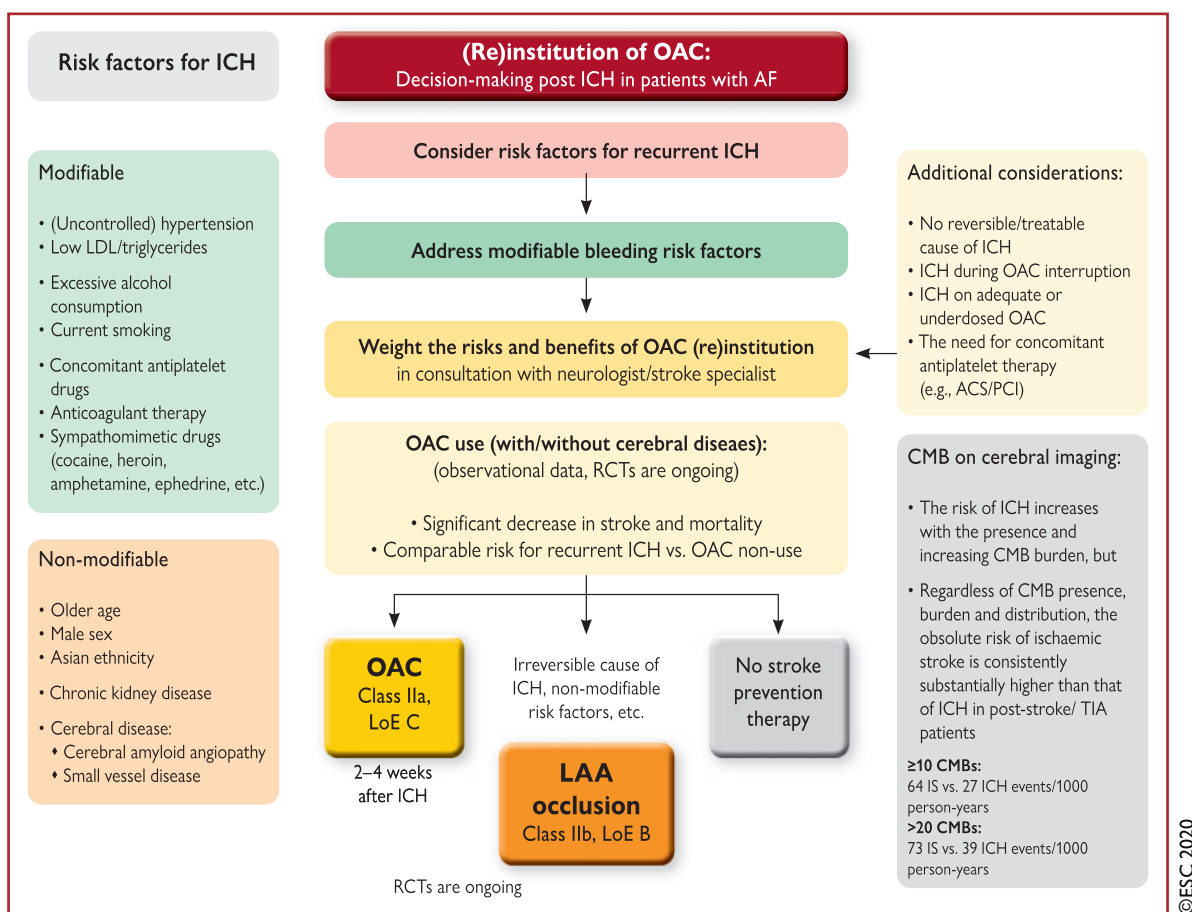 Risk factors for ICH
(Re)institution of OAC:
Decision-making post ICH in patients with AF
Consider risk factors for recurrent ICH
Address modifiable bleeding risk factors
Weight the risks and benefits of OAC (re)institution
in consultation with neurologist/stroke specialist
OAC use (with/without cerebral diseaes):
(observational data, RCTs are ongoing)
• Significant decrease in stroke and mortality
• Comparable risk for recurrent ICH vs. OAC non-use
Modifiable
• (Uncontrolled) hypertension
• Low LDL/triglycerides
• Excessive alcohol
consumption
• Current smoking
• Concomitant antiplatelet
drugs
• Anticoagulant therapy
• Sympathomimetic drugs
(cocaine, heroin,
amphetamine, ephedrine, etc.)
Non-modifiable
• Older age
• Male sex
• Asian ethnicity
• Chronic kidney disease
• Cerebral disease:
♦ Cerebral amyloid angiopathy
♦ Small vessel disease
OAC
Class IIa,
LoE C
2–4 weeks
after ICH
Irreversible cause of
ICH, non-modifiable
risk factors, etc.
LAA
occlusion
Class IIb, LoE B
No stroke
prevention
therapy
RCTs are ongoing
Additional considerations:
• No reversible/treatable
cause of ICH
• ICH during OAC interruption
• ICH on adequate or
underdosed OAC
• The need for concomitant
antiplatelet therapy
(e.g., ACS/PCI)
CMB on cerebral imaging:
• The risk of ICH increases
with the presence and
increasing CMB burden, but
• Regardless of CMB presence,
burden and distribution, the
absolute risk of ischaemic
stroke is consistently
substantially higher than that
of ICH in post-stroke/ TIA
patients
≥10 CMBs:
64 IS vs. 27 ICH events/1000
person-years
>20 CMBs:
73 IS vs. 39 ICH events/1000
person-years
©ESC 2020